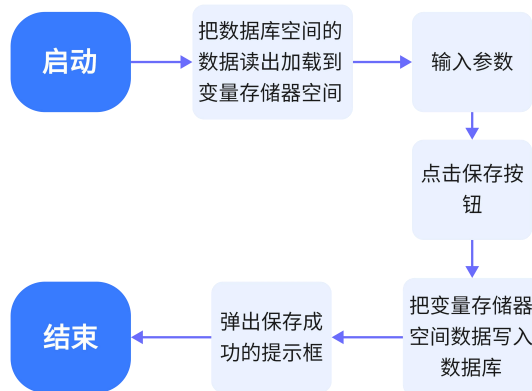 启动
把数据库空间的
数据读出加载到
变量存储器空间
输入参数
点击保存按
钮
把变量存储器
空间数据写入
数据库
弹出保存成
功的提示框
结束